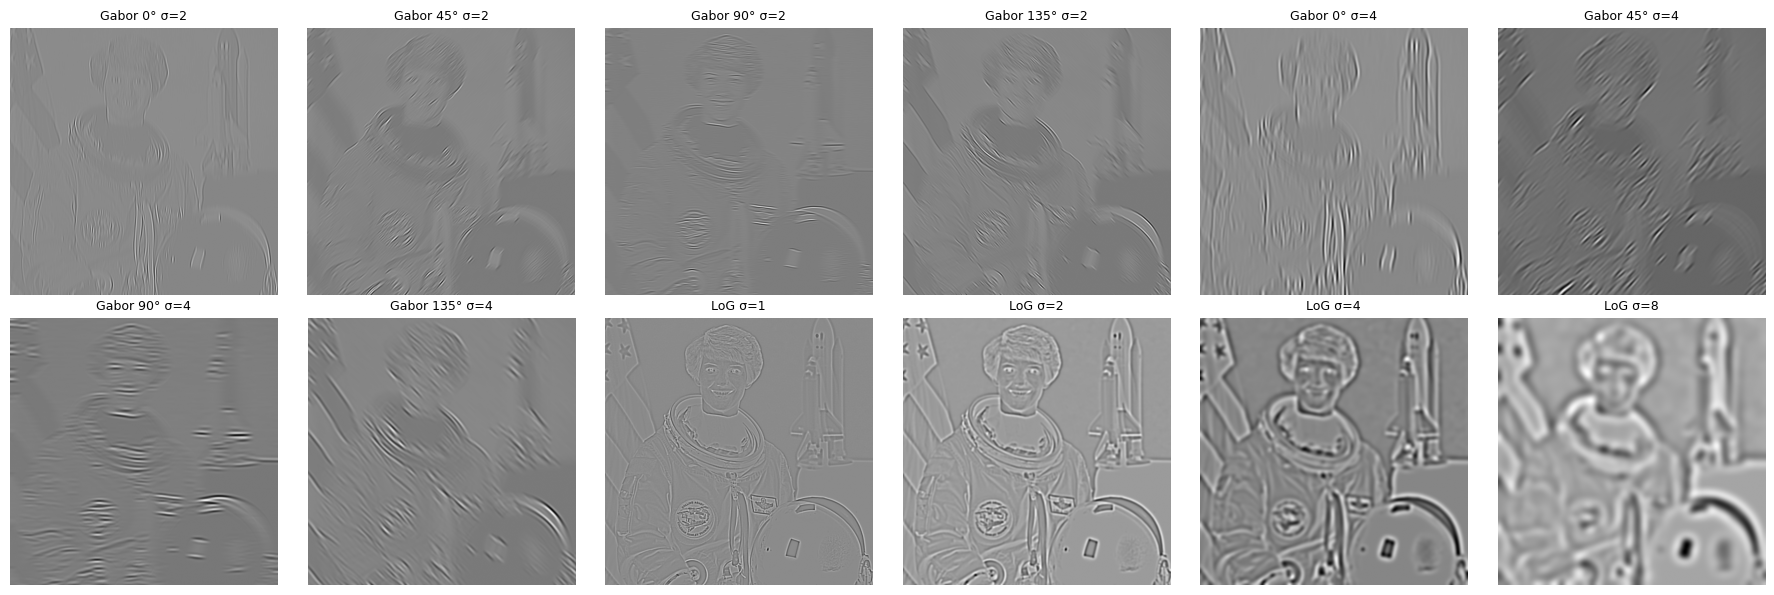 Gabor 0° σ=2
Gabor 45° σ=2
Gabor 90° σ=2
Gabor 135° σ=2
Gabor 0° σ=4
Gabor 45° σ=4
Gabor 90° σ=4
Gabor 135° σ=4
LoG σ=1
LoG σ=2
LoG σ=4
LoG σ=8